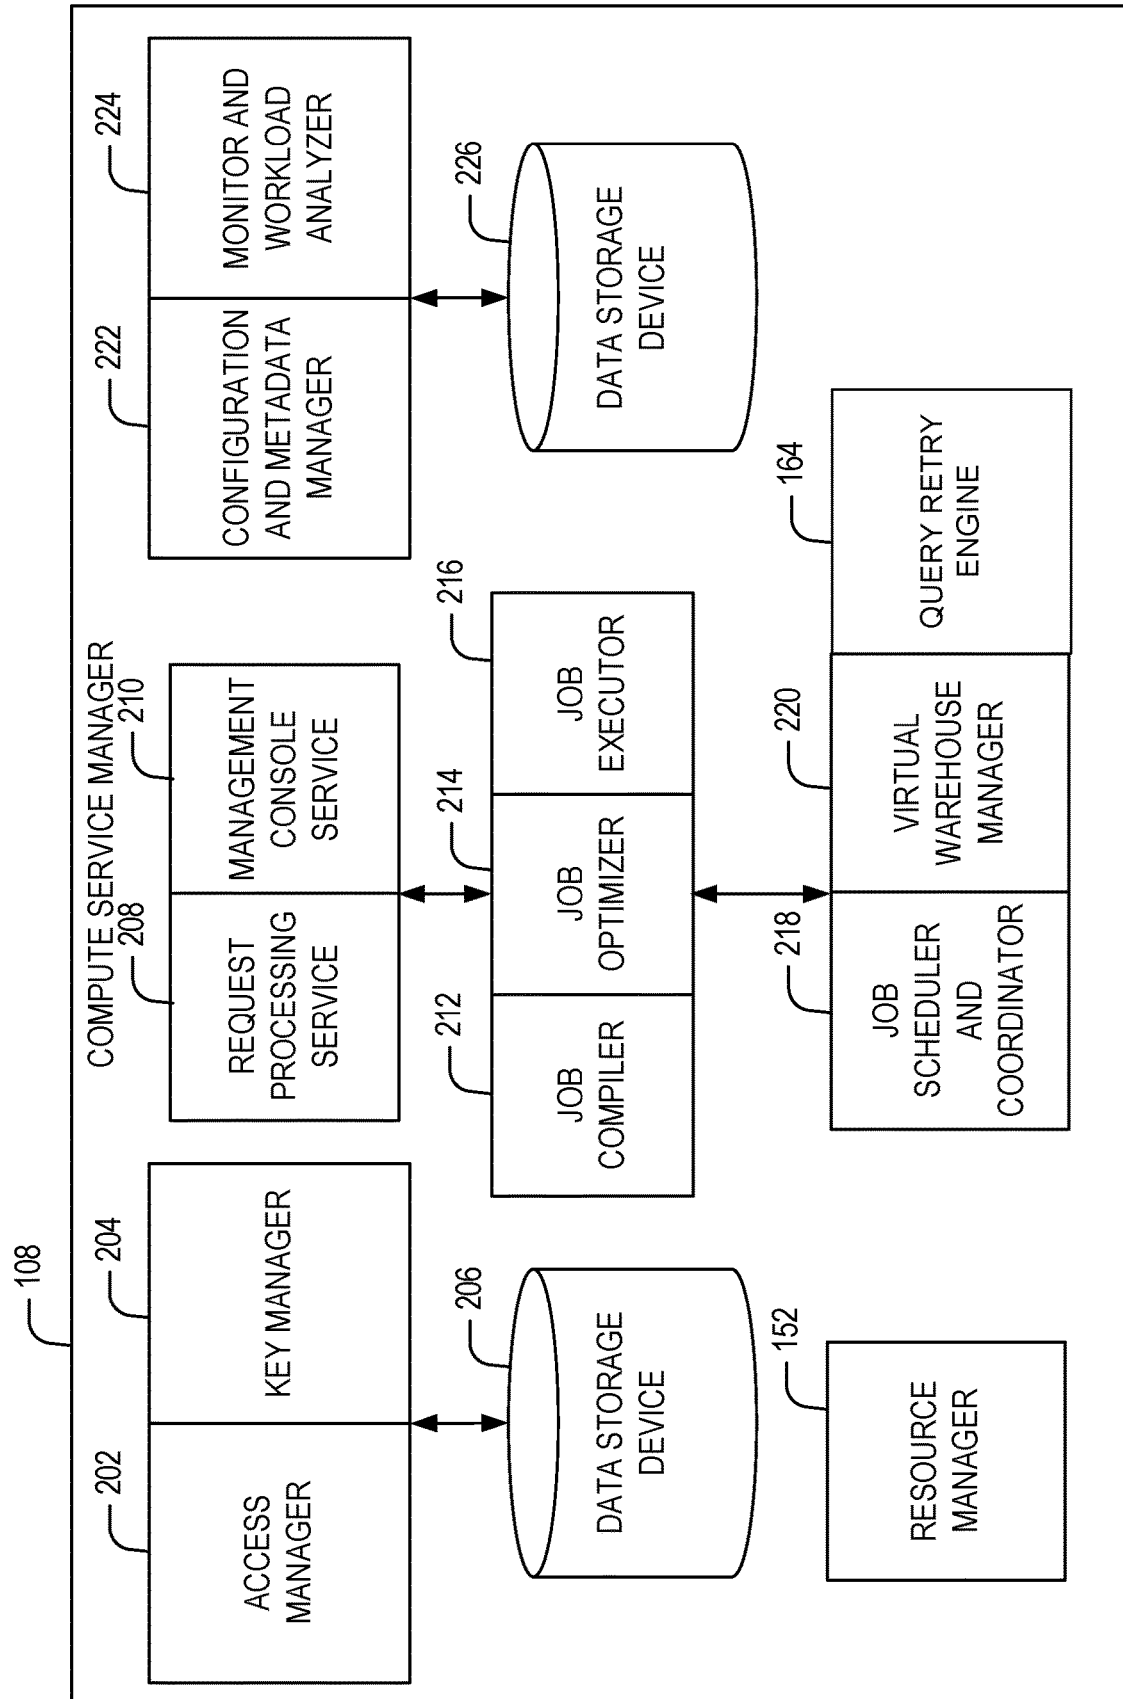 108
COMPUTE SERVICE MANAGER
202
204
ACCESS
MANAGER
KEY MANAGER
206
DATA STORAGE
DEVICE
152
RESOURCE
MANAGER
208
210
REQUEST
PROCESSING
SERVICE
MANAGEMENT
CONSOLE
SERVICE
212
214
216
JOB
COMPILER
JOB
OPTIMIZER
JOB
EXECUTOR
218
220
164
JOB
SCHEDULER
AND
COORDINATOR
VIRTUAL
WAREHOUSE
MANAGER
QUERY RETRY
ENGINE
222
224
CONFIGURATION
AND METADATA
MANAGER
MONITOR AND
WORKLOAD
ANALYZER
226
DATA STORAGE
DEVICE